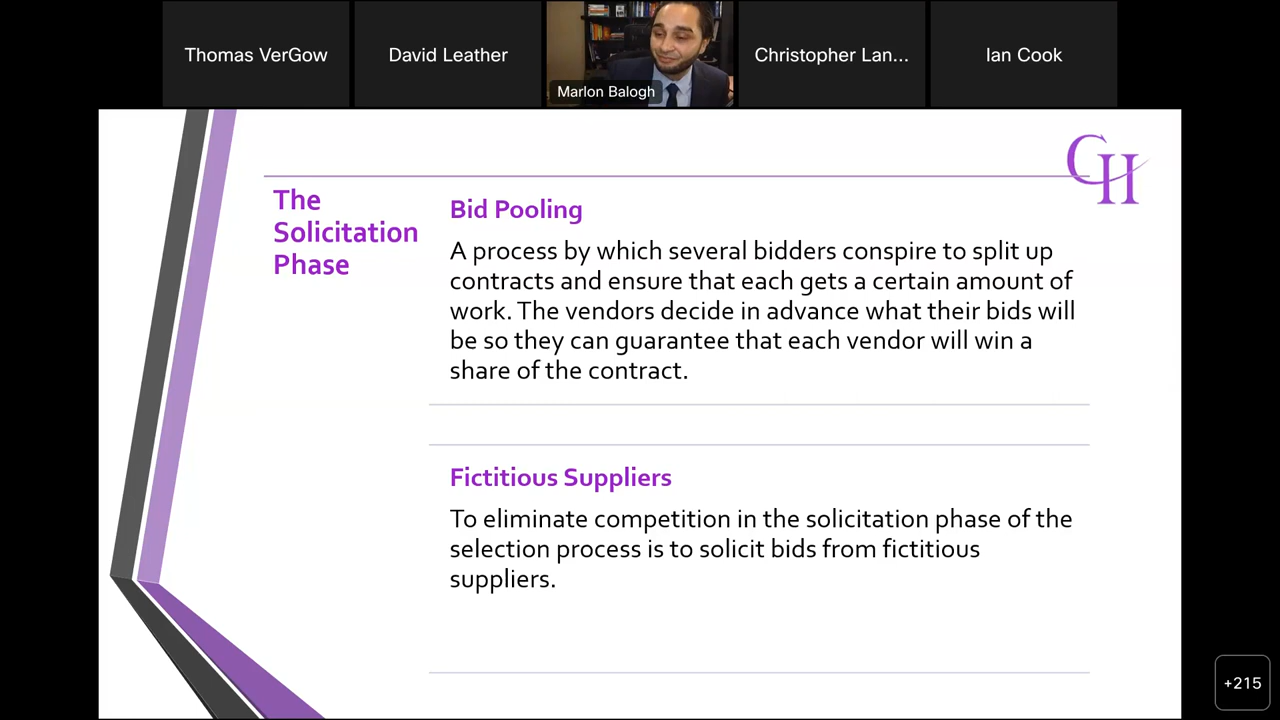 Thomas VerGow
David Leather
Marlon Balogh
Christopher Lan...
Ian Cook
CH
The
Solicitation
Phase
Bid Pooling
A process by which several bidders conspire to split up
contracts and ensure that each gets a certain amount of
work. The vendors decide in advance what their bids will
be so they can guarantee that each vendor will win a
share of the contract.
Fictitious Suppliers
To eliminate competition in the solicitation phase of the
selection process is to solicit bids from fictitious
suppliers.
+215